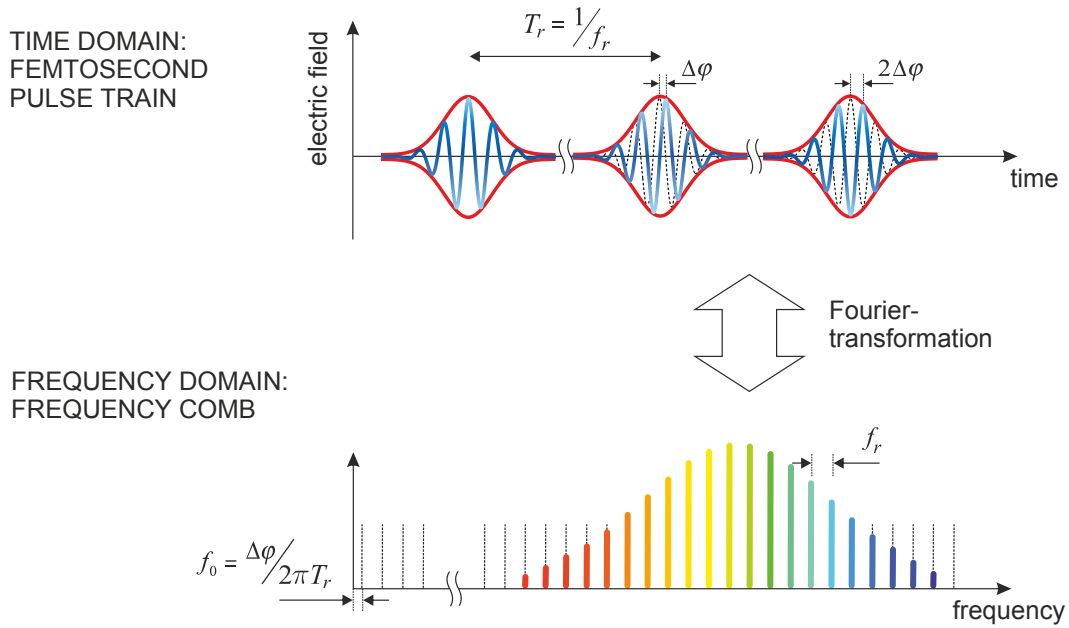 TIME DOMAIN:
FEMTOSECOND
PULSE TRAIN
electric field
T_r = 1/f_r
Δφ
2Δφ
time
Fourier-
transformation
FREQUENCY DOMAIN:
FREQUENCY COMB
f_r
f_0 = Δφ/2πT_r
frequency